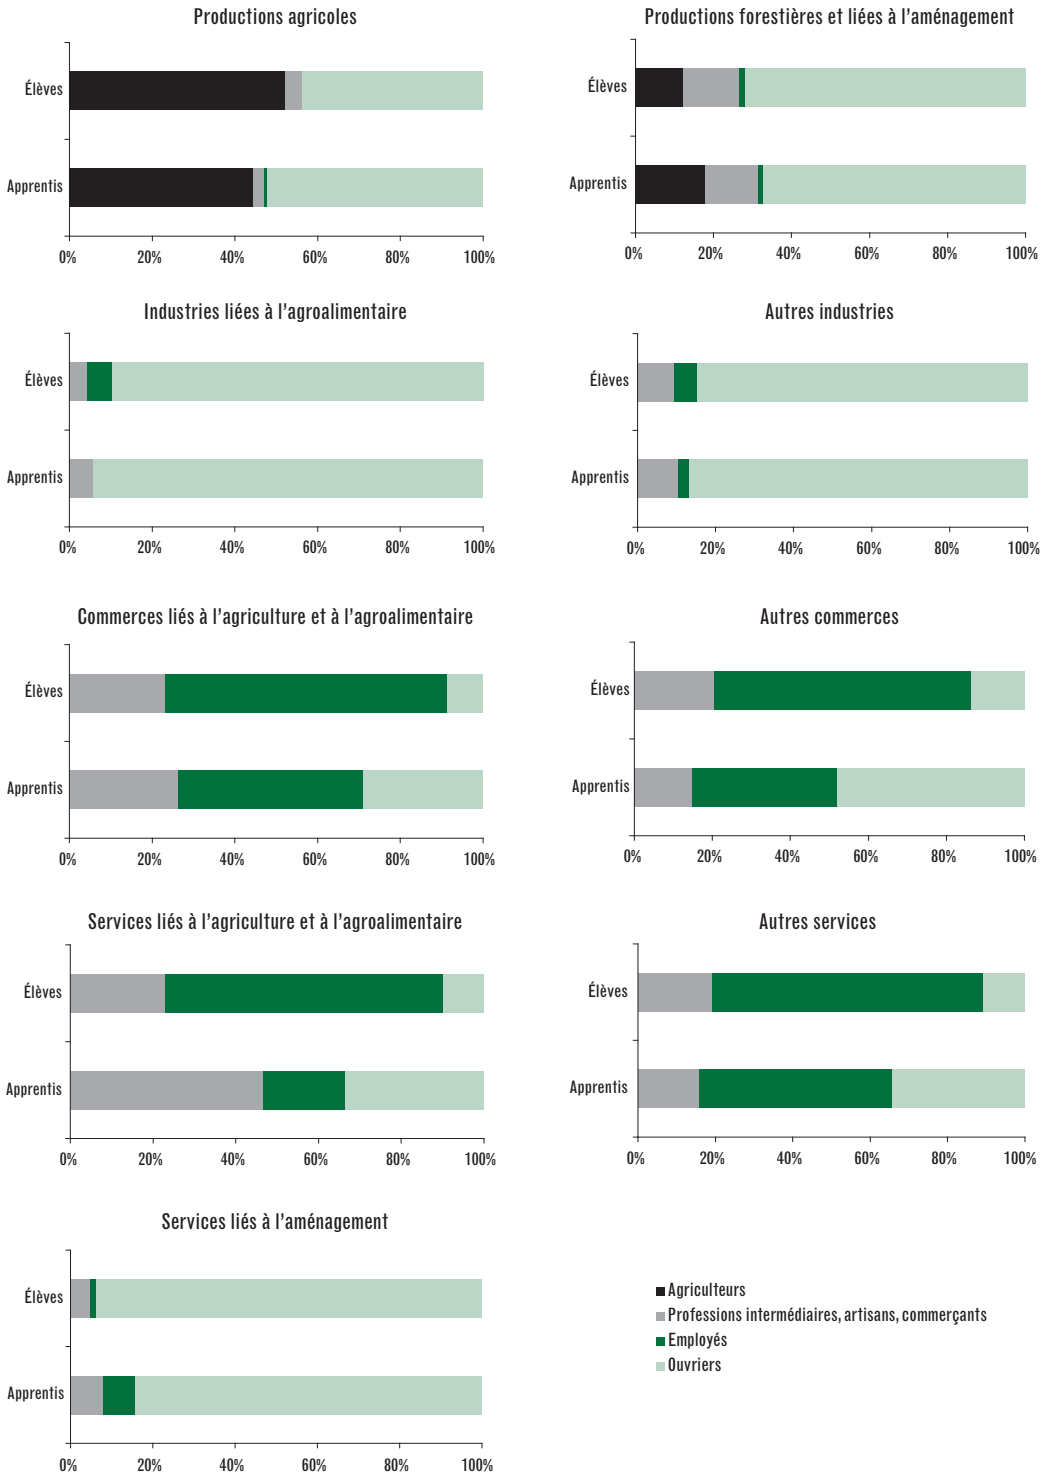 Productions agricoles
Élèves
Apprentis
0% 20% 40% 60% 80% 100%
Productions forestières et liées à l'aménagement
Élèves
Apprentis
0% 20% 40% 60% 80% 100%
Industries liées à l'agroalimentaire
Élèves
Apprentis
0% 20% 40% 60% 80% 100%
Autres industries
Élèves
Apprentis
0% 20% 40% 60% 80% 100%
Commerces liés à l'agriculture et à l'agroalimentaire
Élèves
Apprentis
0% 20% 40% 60% 80% 100%
Autres commerces
Élèves
Apprentis
0% 20% 40% 60% 80% 100%
Services liés à l'agriculture et à l'agroalimentaire
Élèves
Apprentis
0% 20% 40% 60% 80% 100%
Autres services
Élèves
Apprentis
0% 20% 40% 60% 80% 100%
Services liés à l'aménagement
Élèves
Apprentis
0% 20% 40% 60% 80% 100%
Agriculteurs
Professions intermédiaires, artisans, commerçants
Employés
Ouvriers